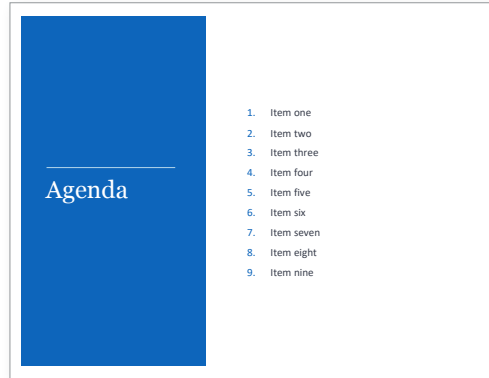 Agenda
1. Item one
2. Item two
3. Item three
4. Item four
5. Item five
6. Item six
7. Item seven
8. Item eight
9. Item nine